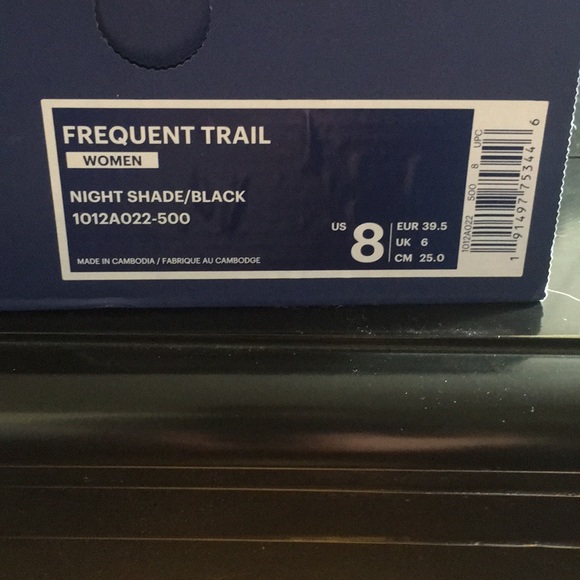 FREQUENT TRAIL
WOMEN
NIGHT SHADE/BLACK
1012A022-500
MADE IN CAMBODIA / FABRIQUE AU CAMBODGE
US 8
EUR 39.5
UK 6
CM 25.0
1012A022 500 8 UPC
1 91497 75344 6